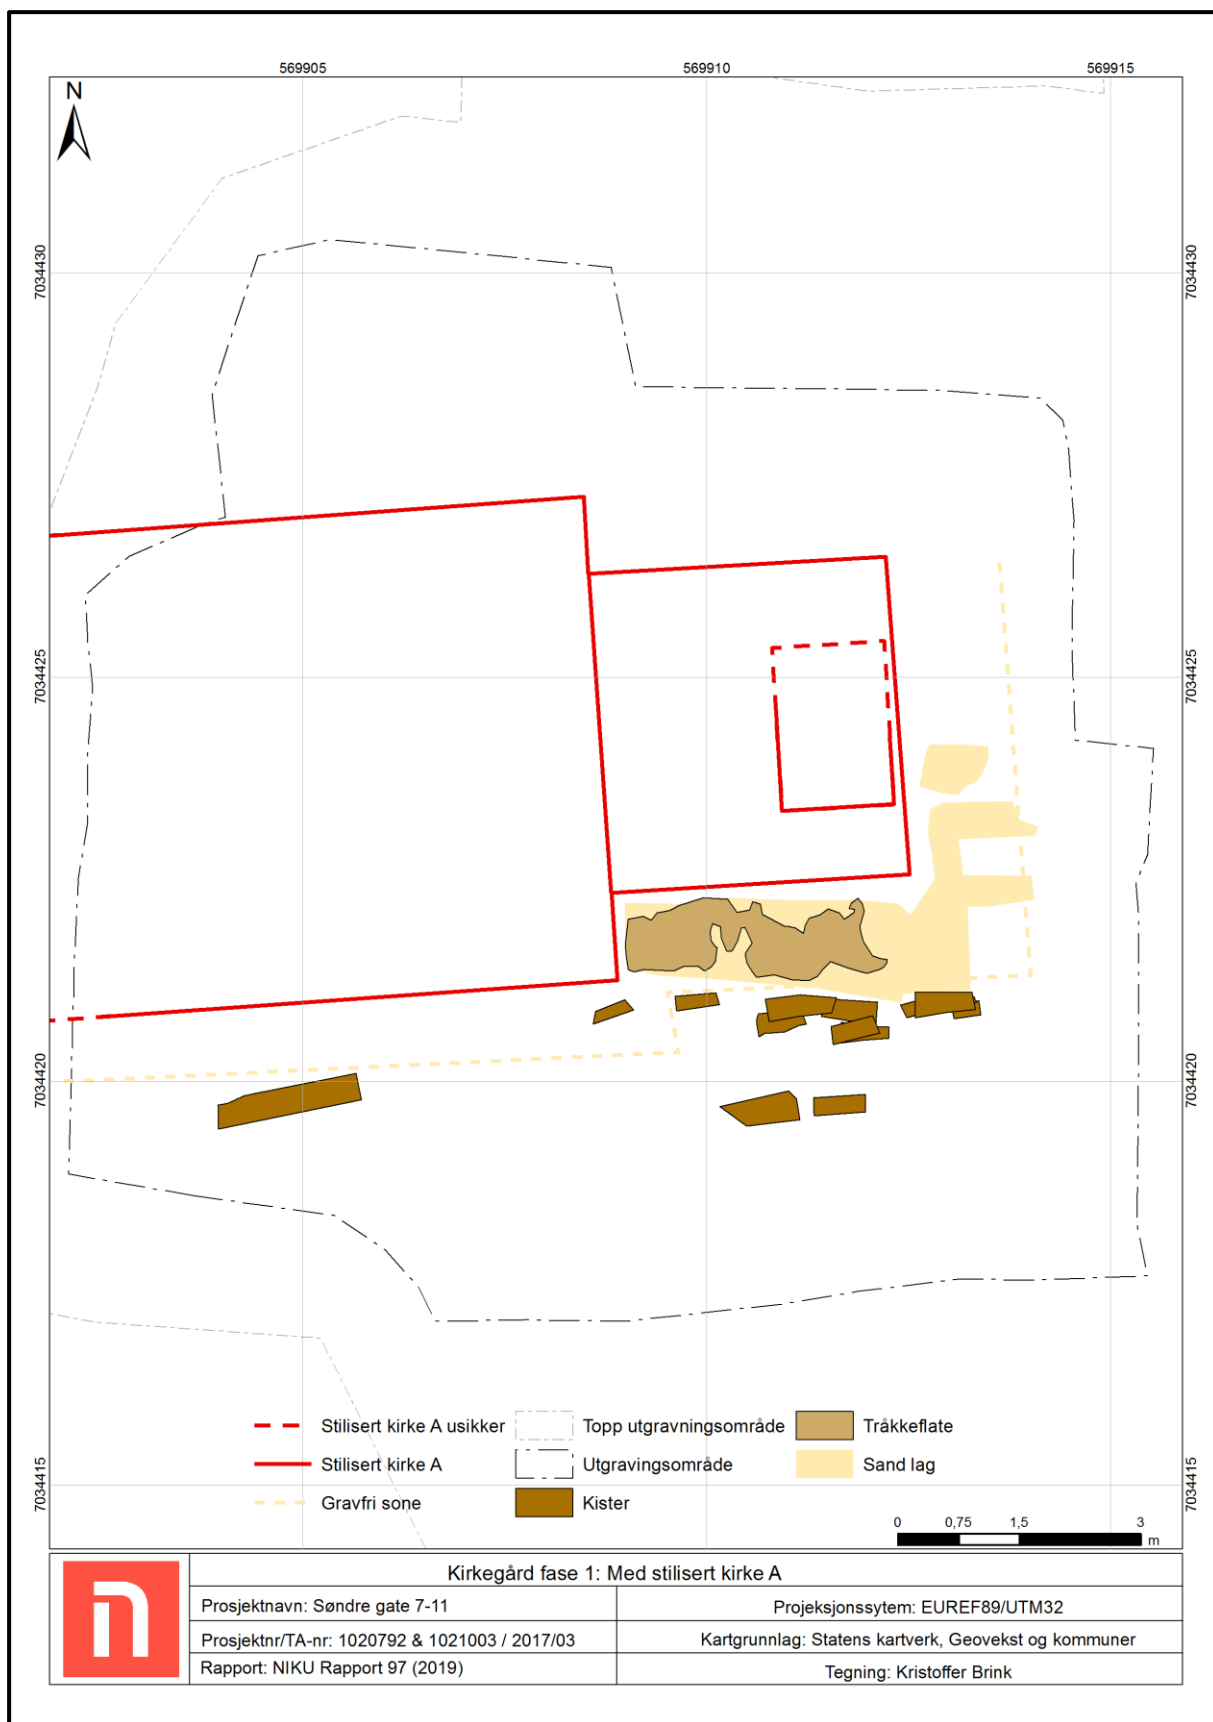 569905 569910 569915
N
7034430 7034430
7034425 7034425
7034420 7034420
7034415 7034415
Stilisert kirke A usikker
Stilisert kirke A
Gravfri sone
Topp utgravningsområde
Utgravingsområde
Kister
Tråkkeflate
Sand lag
0 0,75 1,5 3
m
Kirkegård fase 1: Med stilisert kirke A
Prosjektnavn: Søndre gate 7-11
Projeksjonssytem: EUREF89/UTM32
Prosjektnr/TA-nr: 1020792 & 1021003 / 2017/03
Kartgrunnlag: Statens kartverk, Geovekst og kommuner
Rapport: NIKU Rapport 97 (2019)
Tegning: Kristoffer Brink